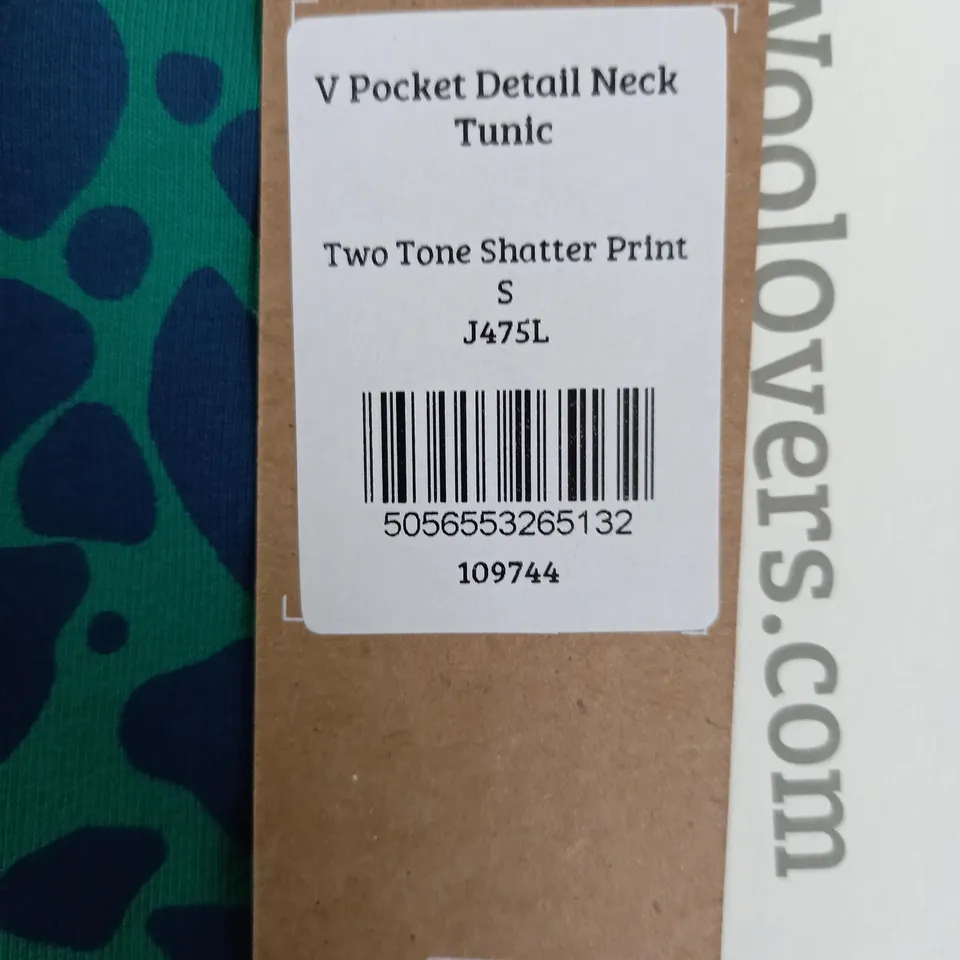 V Pocket Detail Neck
Tunic
Two Tone Shatter Print
S
J475L
5056553265132
109744
woolovers.com